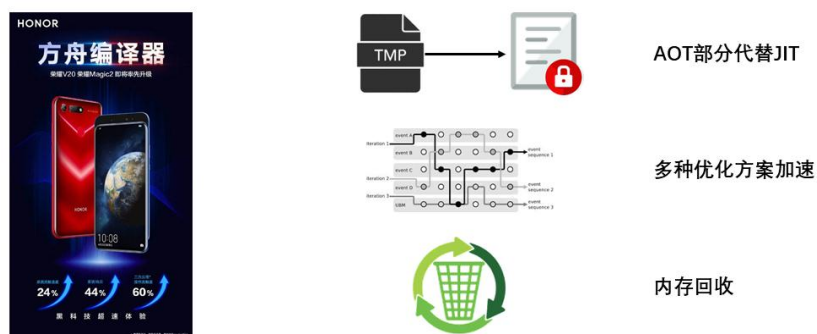 HONOR
方舟编译器
荣耀V20 荣耀Magic2 即将率先升级
HONOR
10:08
24%
44%
60%
黑科技超速体验
TMP
AOT部分代替JIT
event A
iteration 1
event B
event C
iteration 2
event D
iteration 3
UBM
event
sequence 1
event
sequence 2
event
sequence 3
多种优化方案加速
内存回收